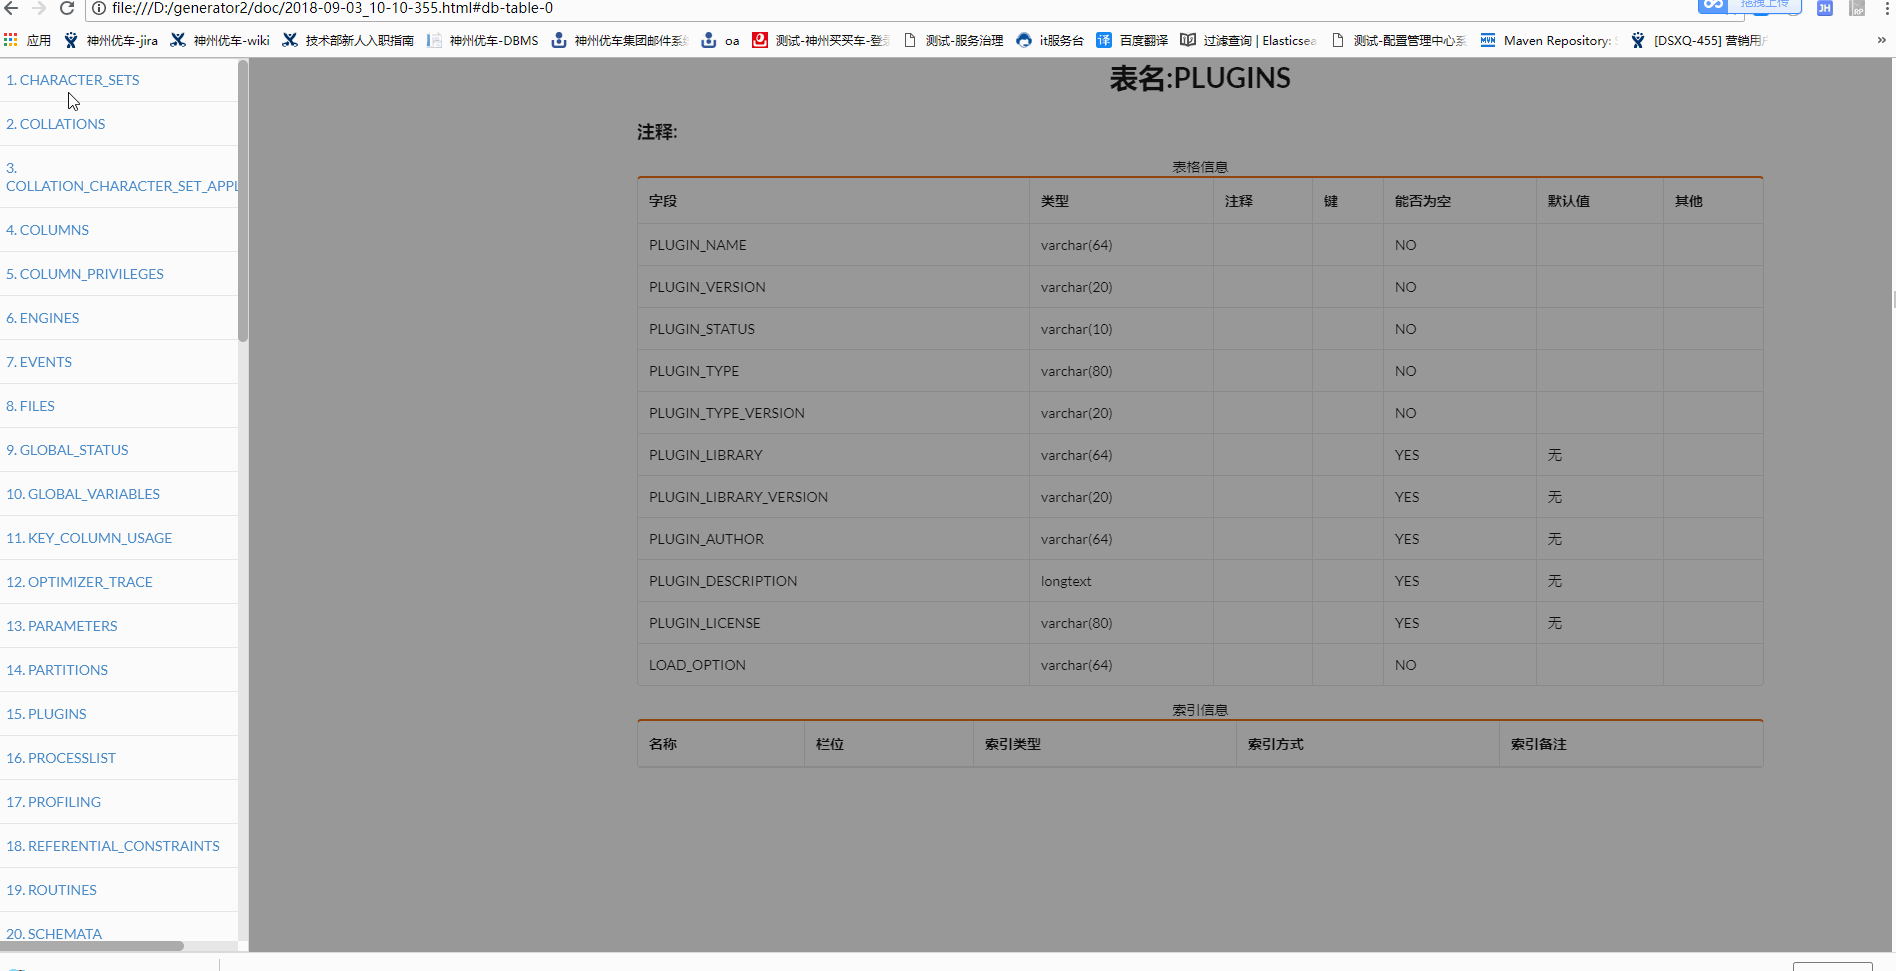 file:///D:/generator2/doc/2018-09-03_10-10-355.html#db-table-0
拖拽上传
JH
RP
应用 神州优车-jira 神州优车-wiki 技术部新人入职指南 神州优车-DBMS 神州优车集团邮件系 oa 测试-神州买买车-登录 测试-服务治理 it服务台 译 百度翻译 过滤查询 | Elasticsea 测试-配置管理中心系 MVN Maven Repository: [DSXQ-455] 营销用户 »
1. CHARACTER_SETS
2. COLLATIONS
3.
COLLATION_CHARACTER_SET_APPL
4. COLUMNS
5. COLUMN_PRIVILEGES
6. ENGINES
7. EVENTS
8. FILES
9. GLOBAL_STATUS
10. GLOBAL_VARIABLES
11. KEY_COLUMN_USAGE
12. OPTIMIZER_TRACE
13. PARAMETERS
14. PARTITIONS
15. PLUGINS
16. PROCESSLIST
17. PROFILING
18. REFERENTIAL_CONSTRAINTS
19. ROUTINES
20. SCHEMATA
表名:PLUGINS
注释:
表格信息
字段 类型 注释 键 能否为空 默认值 其他
PLUGIN_NAME varchar(64) NO
PLUGIN_VERSION varchar(20) NO
PLUGIN_STATUS varchar(10) NO
PLUGIN_TYPE varchar(80) NO
PLUGIN_TYPE_VERSION varchar(20) NO
PLUGIN_LIBRARY varchar(64) YES 无
PLUGIN_LIBRARY_VERSION varchar(20) YES 无
PLUGIN_AUTHOR varchar(64) YES 无
PLUGIN_DESCRIPTION longtext YES 无
PLUGIN_LICENSE varchar(80) YES 无
LOAD_OPTION varchar(64) NO
索引信息
名称 栏位 索引类型 索引方式 索引备注